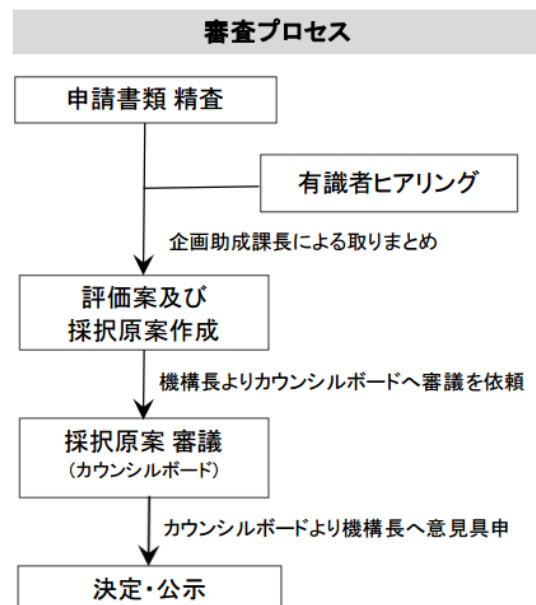 審査プロセス
申請書類 精査
有識者ヒアリング
企画助成課長による取りまとめ
評価案及び
採択原案作成
機構長よりカウンシルボードへ審議を依頼
採択原案 審議
(カウンシルボード)
カウンシルボードより機構長へ意見具申
決定・公示